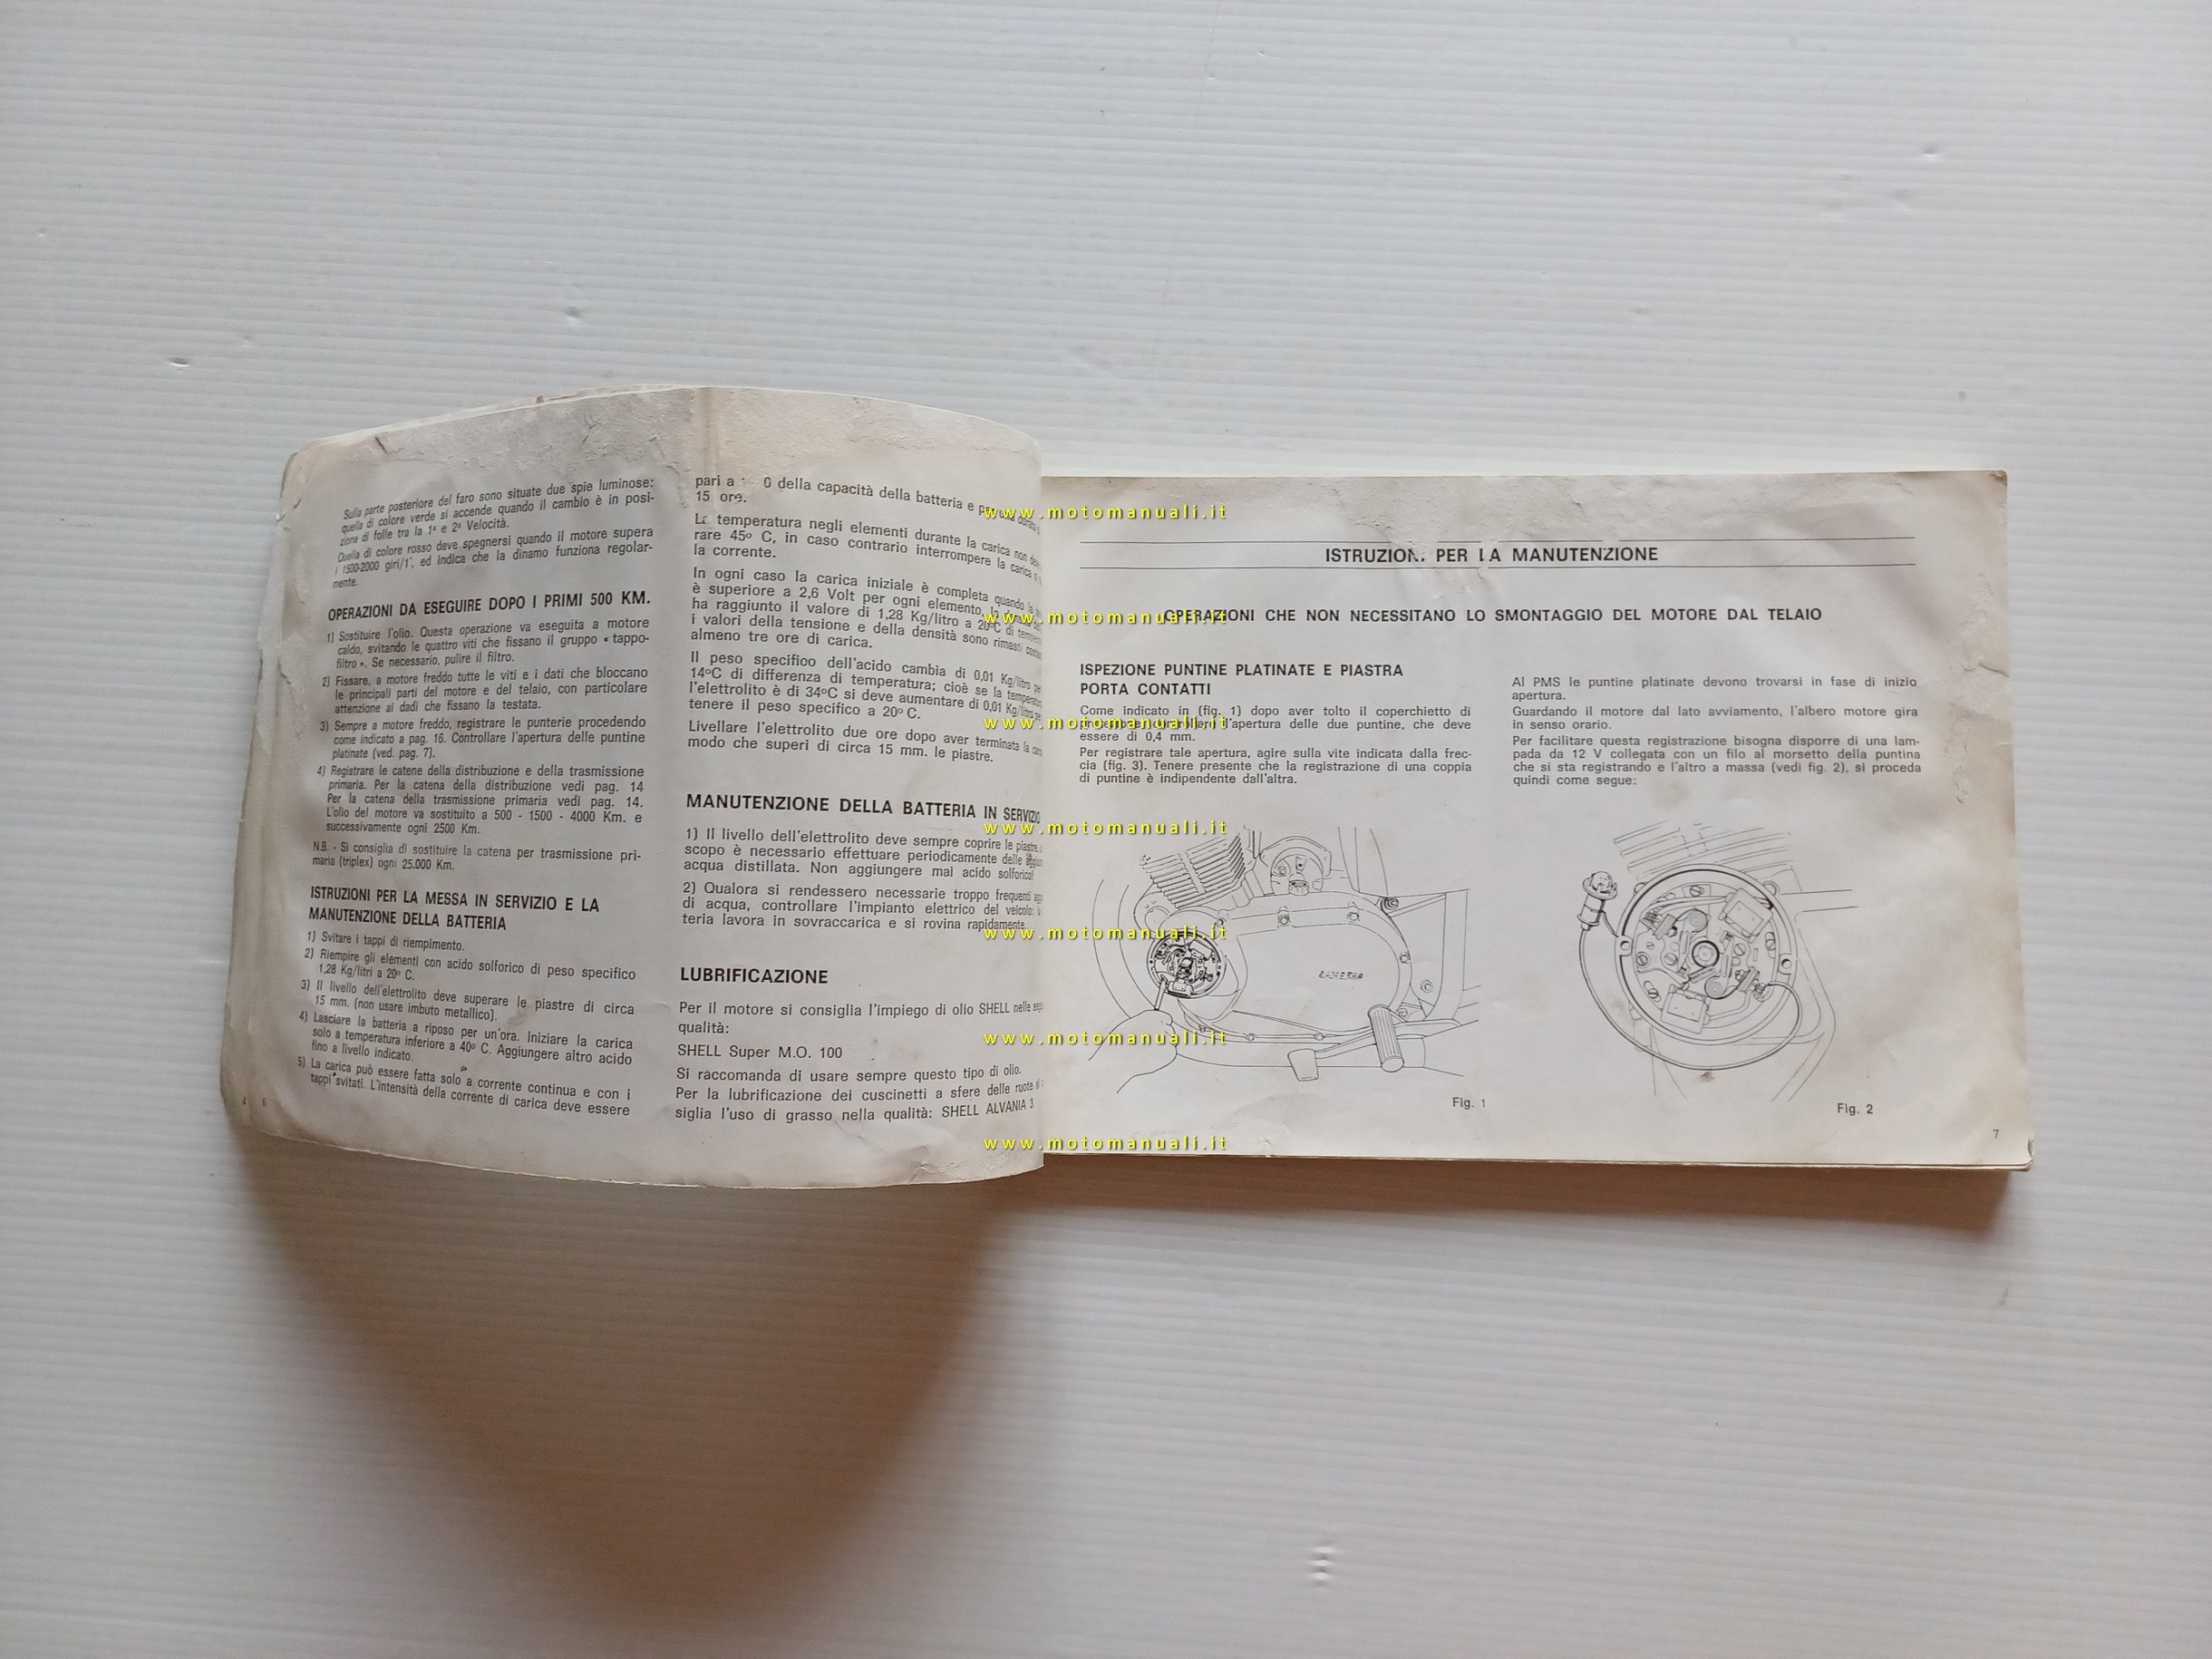 Sulla parte posteriore del faro sono situate due spie luminose:
quella di colore verde si accende quando il cambio è in posi-
zione di folle tra la 1ª e 2ª Velocità.
Quella di colore rosso deve spegnersi quando il motore supera
i 1500-2000 giri/1', ed indica che la dinamo funziona regolar-
mente.
OPERAZIONI DA ESEGUIRE DOPO I PRIMI 500 KM.
1) Sostituire l'olio. Questa operazione va eseguita a motore
caldo, svitando le quattro viti che fissano il gruppo « tappo-
filtro ». Se necessario, pulire il filtro.
2) Fissare, a motore freddo tutte le viti e i dati che bloccano
le principali parti del motore e del telaio, con particolare
attenzione ai dadi che fissano la testata.
3) Sempre a motore freddo, registrare le punterie procedendo
come indicato a pag. 16. Controllare l'apertura delle puntine
platinate (ved. pag. 7).
4) Registrare le catene della distribuzione e della trasmissione
primaria. Per la catena della distribuzione vedi pag. 14
Per la catena della trasmissione primaria vedi pag. 14.
L'olio del motore va sostituito a 500 - 1500 - 4000 Km. e
successivamente ogni 2500 Km.
N.B. - Si consiglia di sostituire la catena per trasmissione pri-
maria (triplex) ogni 25.000 Km.
ISTRUZIONI PER LA MESSA IN SERVIZIO E LA
MANUTENZIONE DELLA BATTERIA
1) Svitare i tappi di riempimento.
2) Riempire gli elementi con acido solforico di peso specifico
1,28 Kg/litri a 20º C.
3) Il livello dell'elettrolito deve superare le piastre di circa
15 mm. (non usare imbuto metallico).
4) Lasciare la batteria a riposo per un'ora. Iniziare la carica
solo a temperatura inferiore a 40º C. Aggiungere altro acido
fino a livello indicato.
5) La carica può essere fatta solo a corrente continua e con i
tappi svitati. L'intensità della corrente di carica deve essere
6
pari a della capacità della batteria e per
15 ore.
La temperatura negli elementi durante la carica non
rare 45º C, in caso contrario interrompere la carica
la corrente.
In ogni caso la carica iniziale è completa quando la
è superiore a 2,6 Volt per ogni elemento, la
ha raggiunto il valore di 1,28 Kg/litro a 20ºC di
i valori della tensione e della densità sono rimasti
almeno tre ore di carica.
Il peso specifico dell'acido cambia di 0,01 Kg/litro
14ºC di differenza di temperatura; cioè se la temperatura
l'elettrolito è di 34ºC si deve aumentare di 0,01 Kg/litro
tenere il peso specifico a 20º C.
Livellare l'elettrolito due ore dopo aver terminata la
modo che superi di circa 15 mm. le piastre.
MANUTENZIONE DELLA BATTERIA IN SERVIZIO
1) Il livello dell'elettrolito deve sempre coprire le piastre
scopo è necessario effettuare periodicamente delle
acqua distillata. Non aggiungere mai acido solforico!
2) Qualora si rendessero necessarie troppo frequenti
di acqua, controllare l'impianto elettrico del veicolo:
teria lavora in sovraccarica e si rovina rapidamente.
LUBRIFICAZIONE
Per il motore si consiglia l'impiego di olio SHELL nelle
qualità:
SHELL Super M.O. 100
Si raccomanda di usare sempre questo tipo di olio.
Per la lubrificazione dei cuscinetti a sfere delle ruote si
siglia l'uso di grasso nella qualità: SHELL ALVANIA 3.
www.motomanuali.it
www.motomanuali.it
www.motomanuali.it
www.motomanuali.it
www.motomanuali.it
www.motomanuali.it
www.motomanuali.it
ISTRUZION. PER LA MANUTENZIONE
OPERAZIONI CHE NON NECESSITANO LO SMONTAGGIO DEL MOTORE DAL TELAIO
ISPEZIONE PUNTINE PLATINATE E PIASTRA
PORTA CONTATTI
Come indicato in (fig. 1) dopo aver tolto il coperchietto di
l'apertura delle due puntine, che deve
essere di 0,4 mm.
Per registrare tale apertura, agire sulla vite indicata dalla frec-
cia (fig. 3). Tenere presente che la registrazione di una coppia
di puntine è indipendente dall'altra.
Fig. 1
Al PMS le puntine platinate devono trovarsi in fase di inizio
apertura.
Guardando il motore dal lato avviamento, l'albero motore gira
in senso orario.
Per facilitare questa registrazione bisogna disporre di una lam-
pada da 12 V collegata con un filo al morsetto della puntina
che si sta registrando e l'altro a massa (vedi fig. 2), si proceda
quindi come segue:
Fig. 2
7